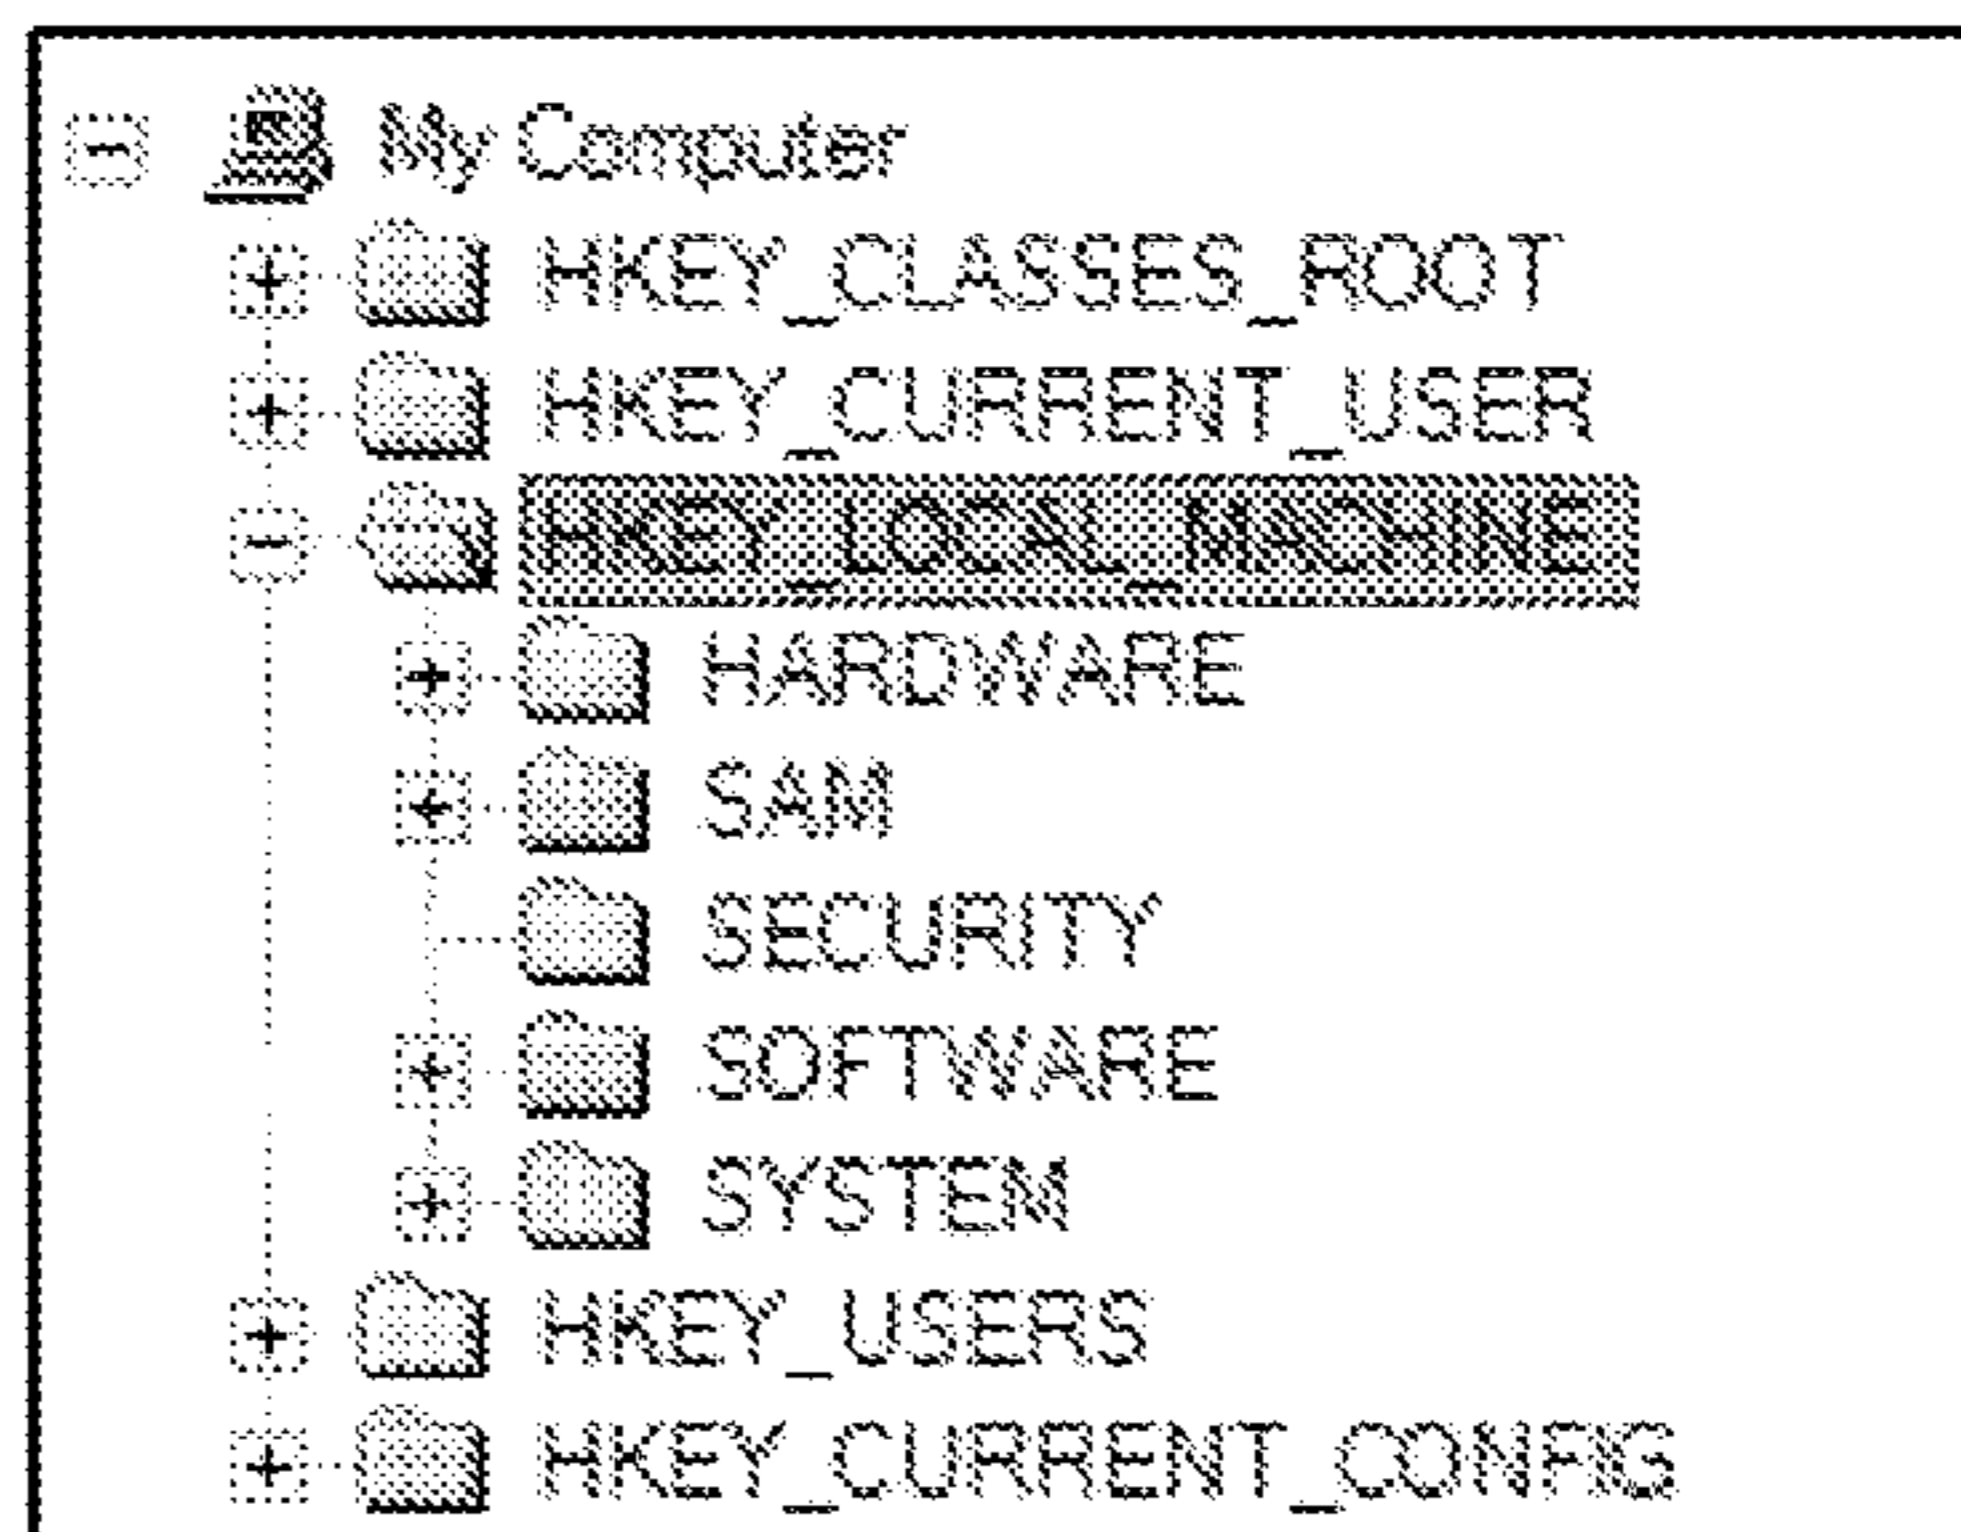 My Computer
HKEY_CLASSES_ROOT
HKEY_CURRENT_USER
HKEY_LOCAL_MACHINE
HARDWARE
SAM
SECURITY
SOFTWARE
SYSTEM
HKEY_USERS
HKEY_CURRENT_CONFIG